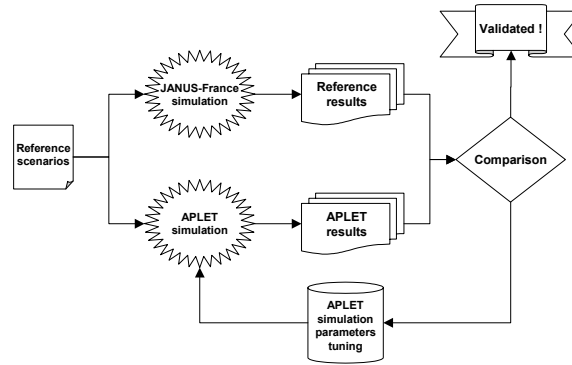 Validated !
JANUS-France
simulation
Reference
results
Reference
scenarios
Comparison
APLET
simulation
APLET
results
APLET
simulation
parameters
tuning